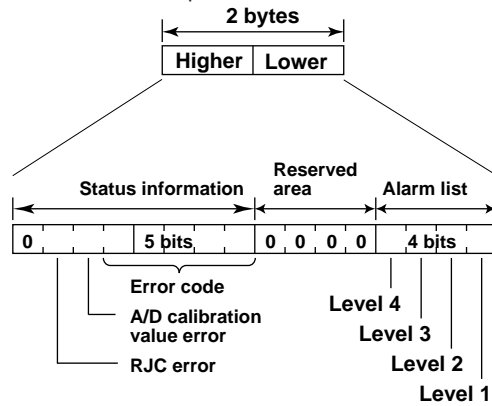 2 bytes
Higher Lower
Reserved
Status information area Alarm list
0 5 bits 0 0 0 0 4 bits
Error code
Level 4
A/D calibration
value error
Level 3
RJC error
Level 2
Level 1